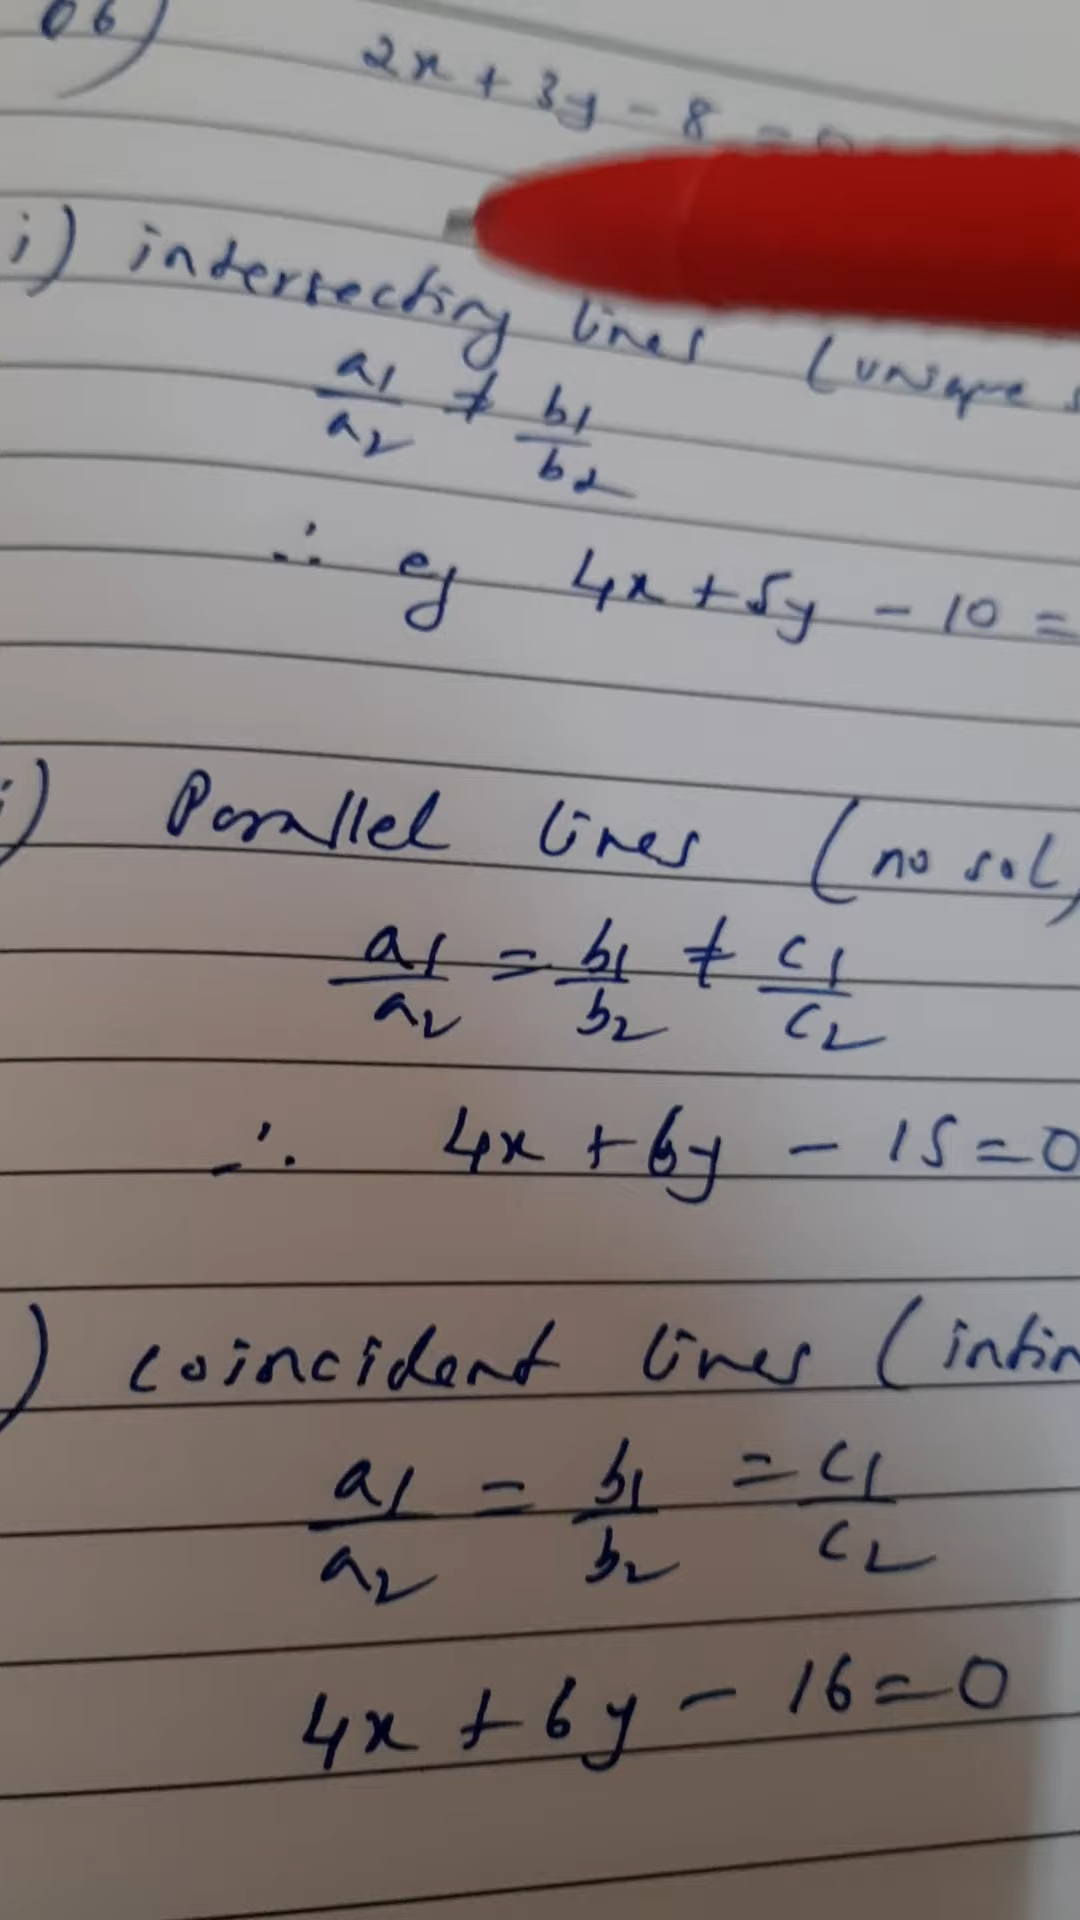 06)
2x + 3y - 8 = 0
i) intersecting lines (unique
a1/a2 ≠ b1/b2
∴ eg 4x + 5y - 10 =
i) Parallel lines (no sol
a1/a2 = b1/b2 ≠ c1/c2
∴ 4x + 6y - 15 = 0
) coincident lines (infin
a1/a2 = b1/b2 = c1/c2
4x + 6y - 16 = 0